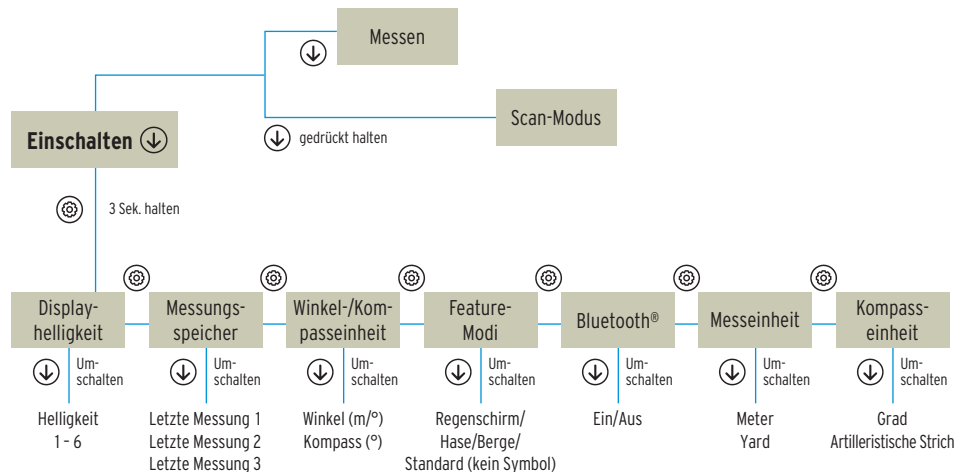 Messen
Scan-Modus
gedrückt halten
Einschalten
3 Sek. halten
Display-
helligkeit
Messungs-
speicher
Winkel-/Kom-
passeinheit
Feature-
Modi
Bluetooth®
Messeinheit
Kompass-
einheit
Um-
schalten
Um-
schalten
Um-
schalten
Um-
schalten
Um-
schalten
Um-
schalten
Um-
schalten
Helligkeit
1 - 6
Letzte Messung 1
Letzte Messung 2
Letzte Messung 3
Winkel (m/°)
Kompass (°)
Regenschirm/
Hase/Berge/
Standard (kein Symbol)
Ein/Aus
Meter
Yard
Grad
Artilleristische Strich